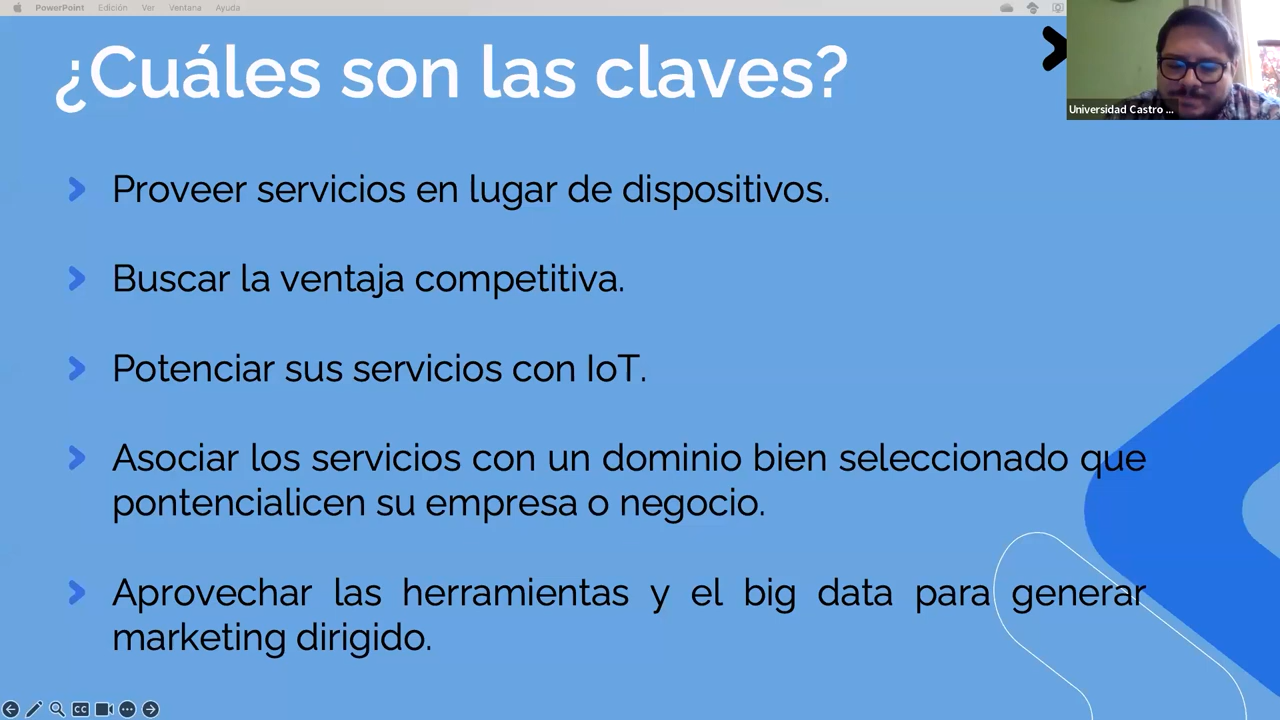 PowerPoint Edición Ver Ventana Ayuda
¿Cuáles son las claves?
Universidad Castro ...
Proveer servicios en lugar de dispositivos.
Buscar la ventaja competitiva.
Potenciar sus servicios con IoT.
Asociar los servicios con un dominio bien seleccionado que
pontencialicen su empresa o negocio.
Aprovechar las herramientas y el big data para generar
marketing dirigido.
CC